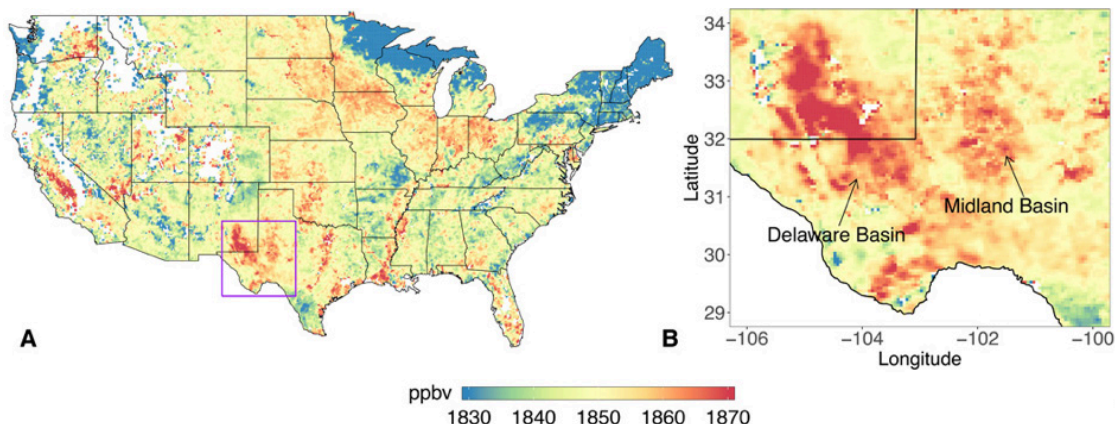 A
34
33
32
31
30
29
Latitude
Delaware Basin
Midland Basin
B
−106
−104
−102
−100
Longitude
ppbv
1830 1840 1850 1860 1870